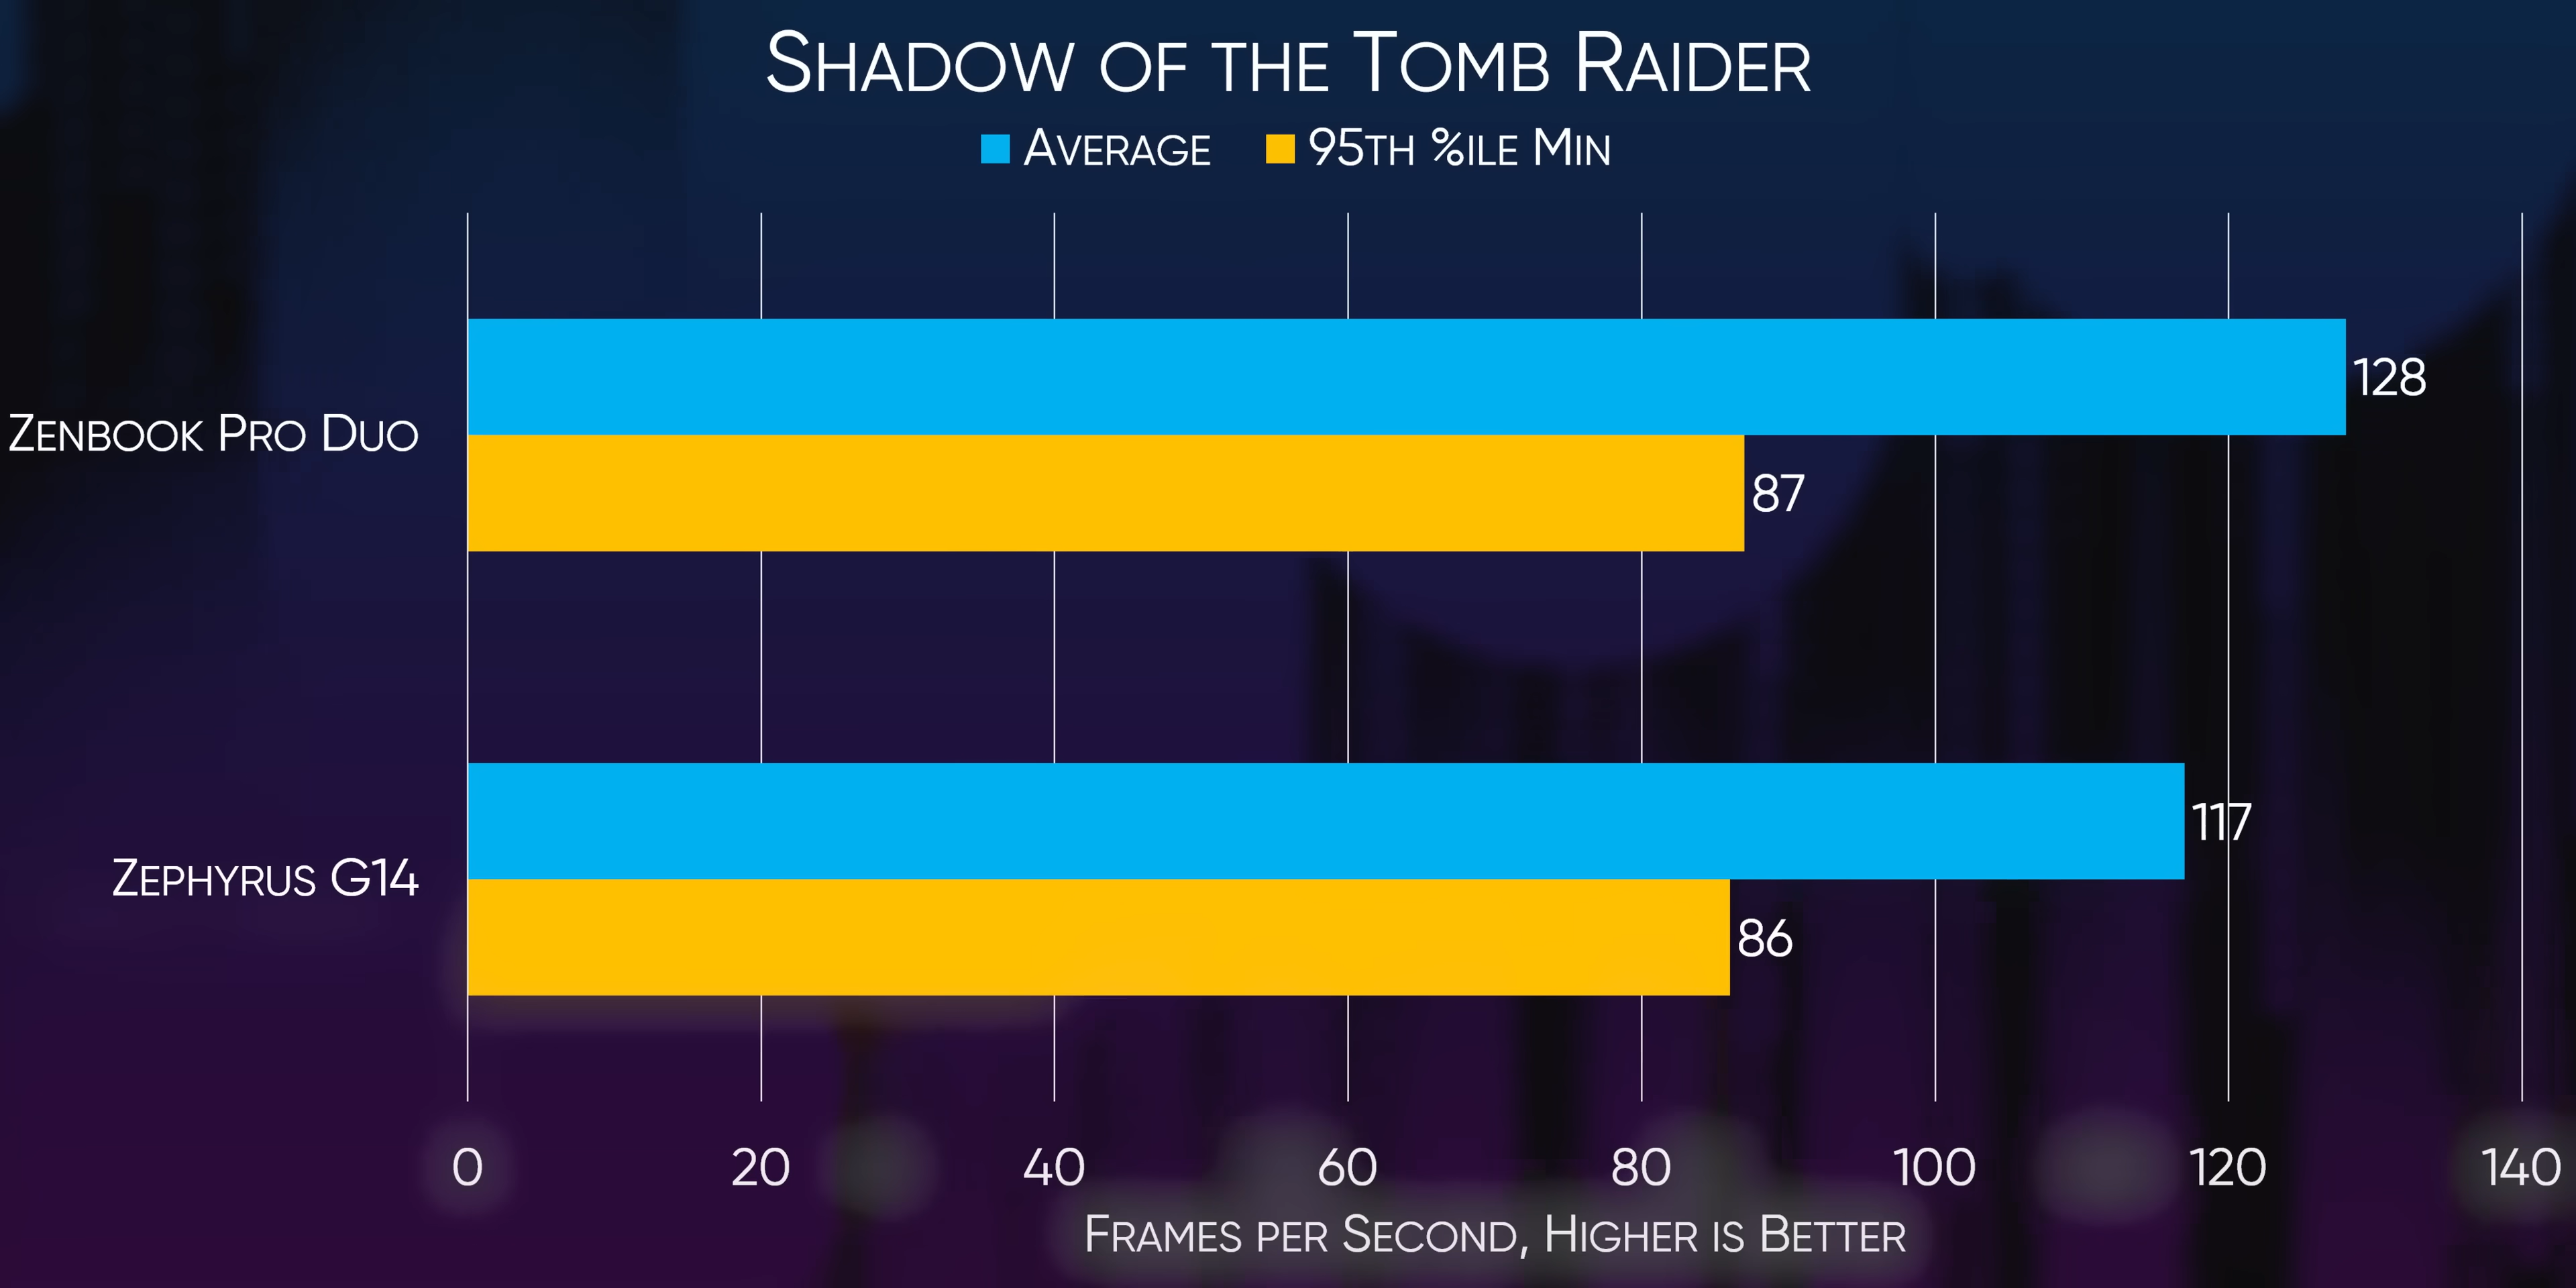 Shadow of the Tomb Raider
Average 95th %ile Min
128
Zenbook Pro Duo
87
117
Zephyrus G14
86
0 20 40 60 80 100 120 140
Frames per Second, Higher is Better